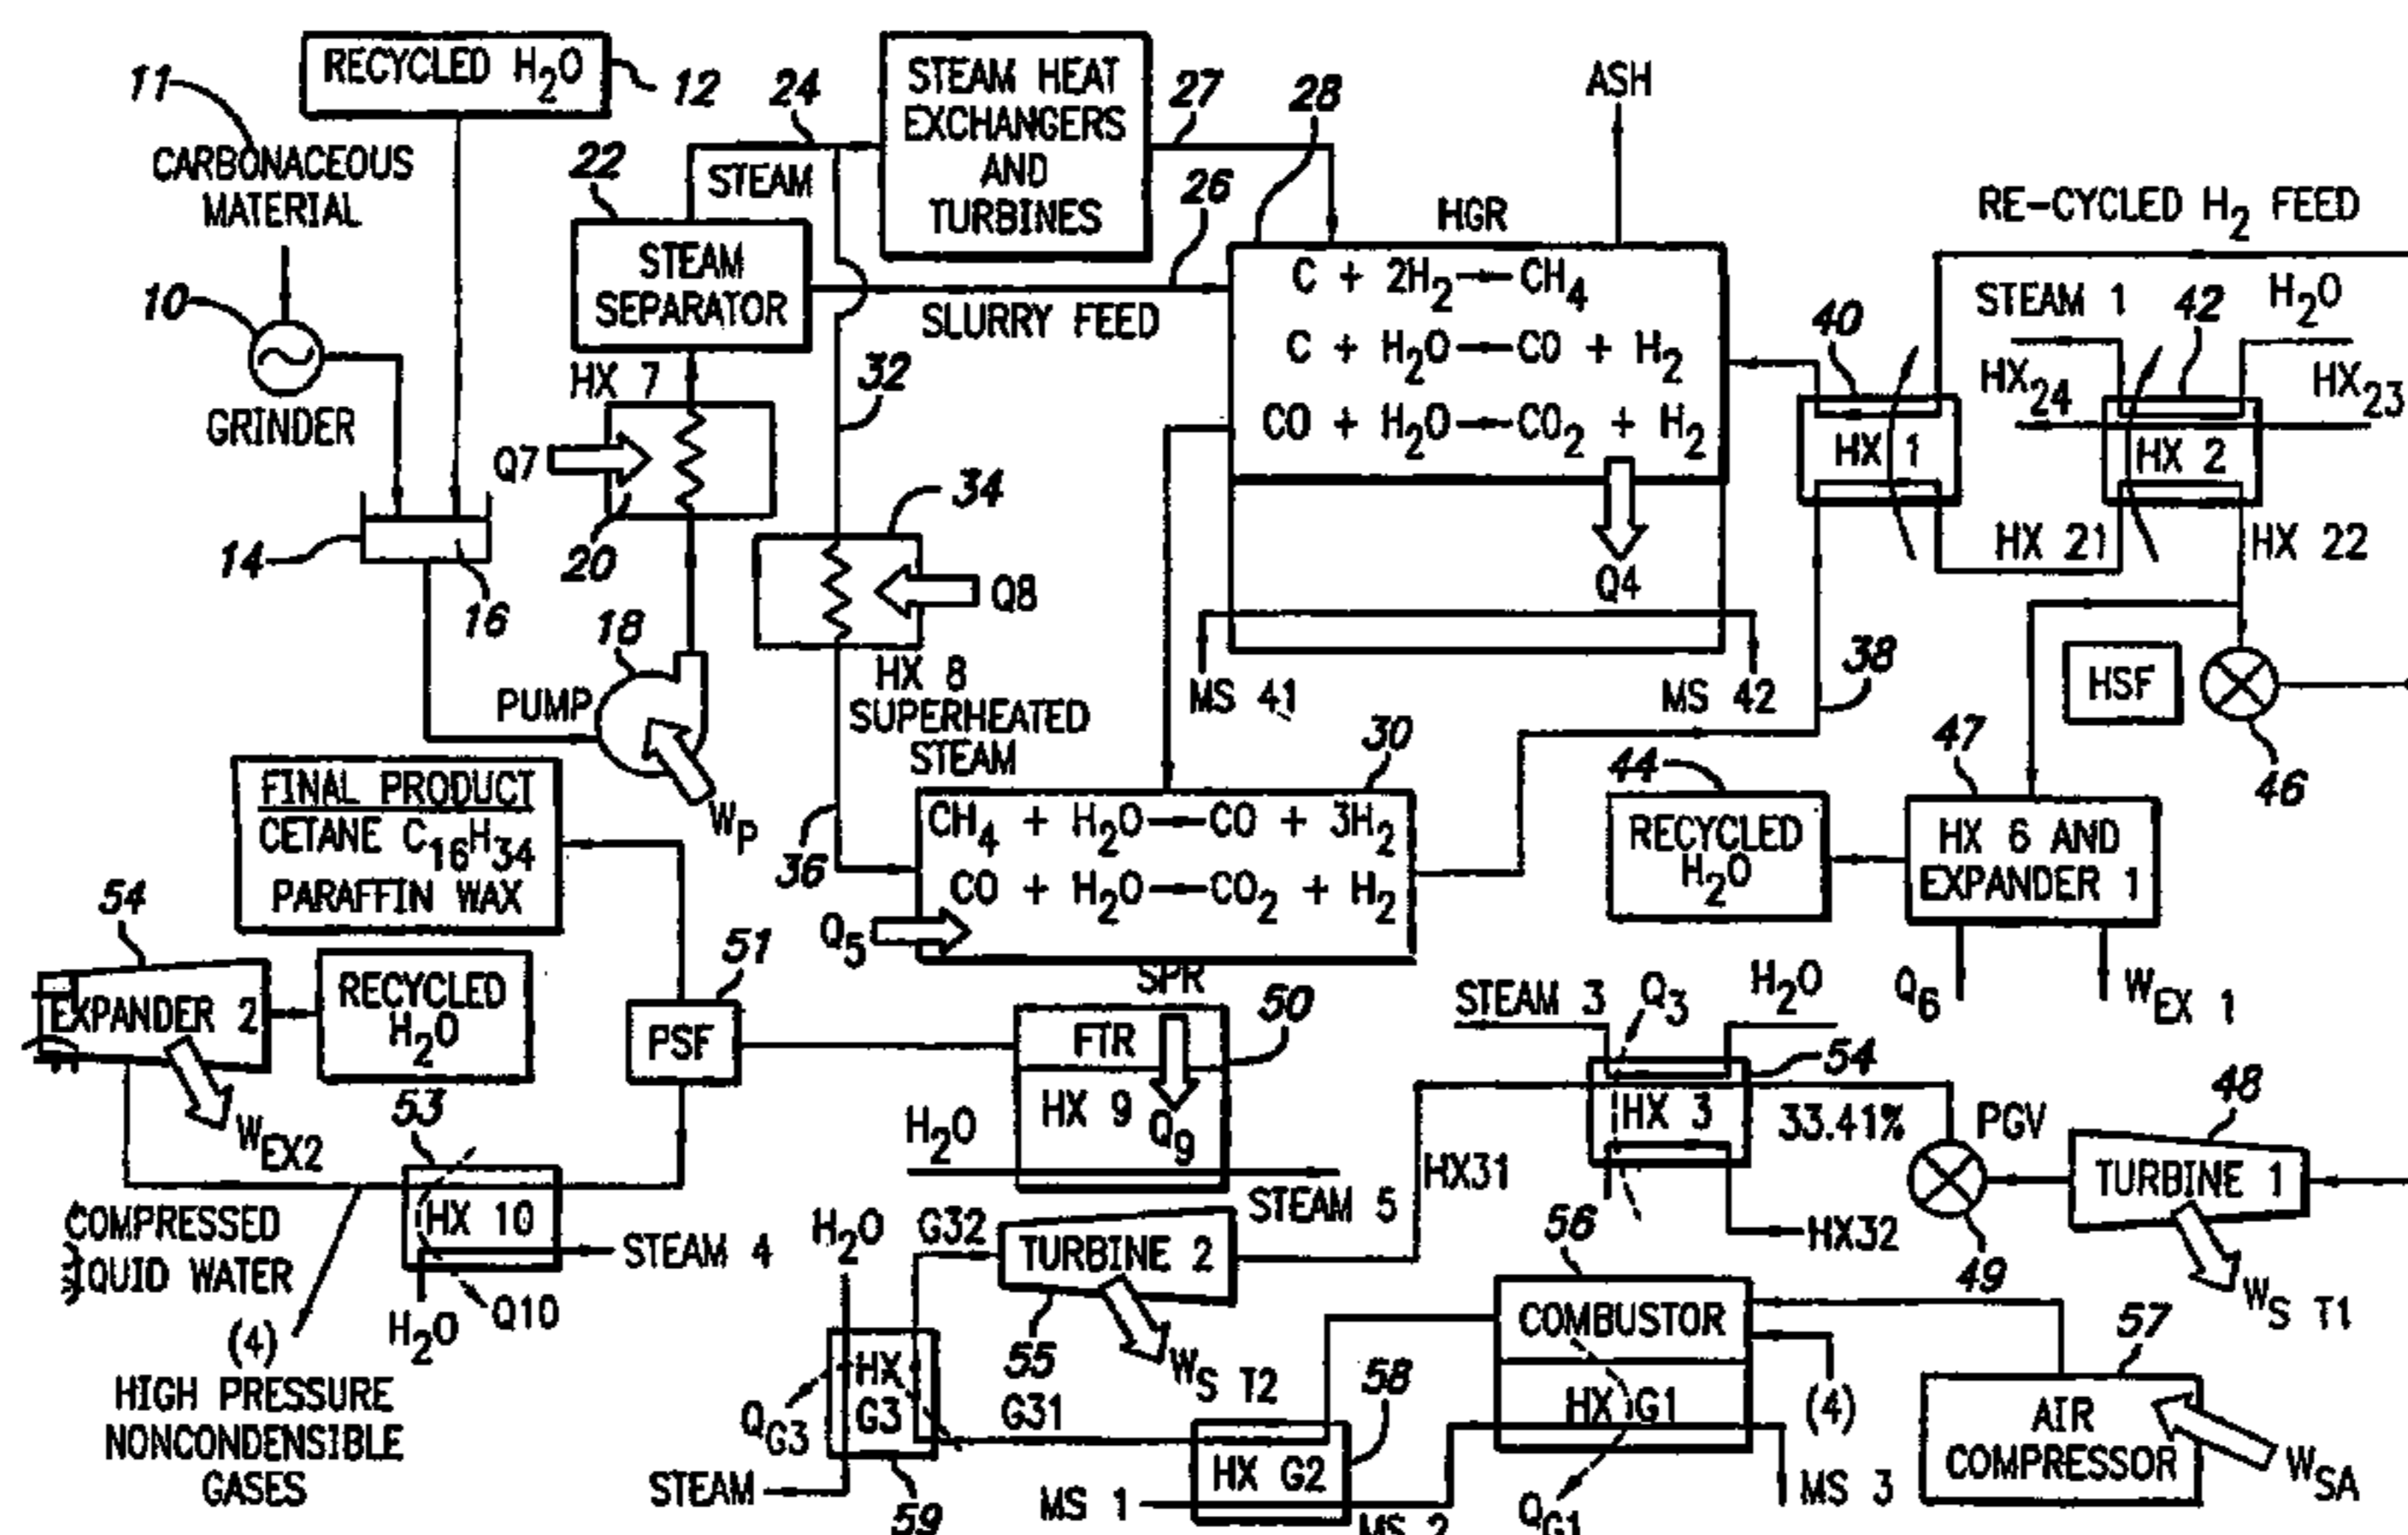 11
RECYCLED H2O
12
CARBONACEOUS
MATERIAL
10
GRINDER
14
16
24
STEAM
22
STEAM
SEPARATOR
STEAM HEAT
EXCHANGERS
AND
TURBINES
27
28
26
SLURRY FEED
HX 7
Q7
20
18
PUMP
WP
32
34
Q8
HX 8
SUPERHEATED
STEAM
36
ASH
HGR
C + 2H2 → CH4
C + H2O → CO + H2
CO + H2O → CO2 + H2
Q4
MS 41
MS 42
RE-CYCLED H2 FEED
STEAM 1
42
H2O
40
HX24
HX23
HX 1
HX 2
HX 21
HX 22
38
HSF
46
47
44
RECYCLED
H2O
HX 6 AND
EXPANDER 1
Q6
WEX 1
30
CH4 + H2O → CO + 3H2
CO + H2O → CO2 + H2
Q5
SPR
FINAL PRODUCT
CETANE C16H34
PARAFFIN WAX
54
EXPANDER 2
RECYCLED
H2O
WEX2
51
PSF
53
HX 10
COMPRESSED
IQUID WATER
STEAM 4
H2O
Q10
(4)
HIGH PRESSURE
NONCONDENSIBLE
GASES
50
FTR
HX 9
Q9
H2O
STEAM 5
STEAM 3
Q3
H2O
54
HX 3
33.41%
PGV
48
TURBINE 1
49
WS T1
HX31
HX32
H2O
G32
TURBINE 2
55
WS T2
HX
G3
QG3
G31
STEAM
59
58
HX G2
MS 1
MS 2
56
COMBUSTOR
HX G1
QG1
(4)
MS 3
57
AIR
COMPRESSOR
WSA